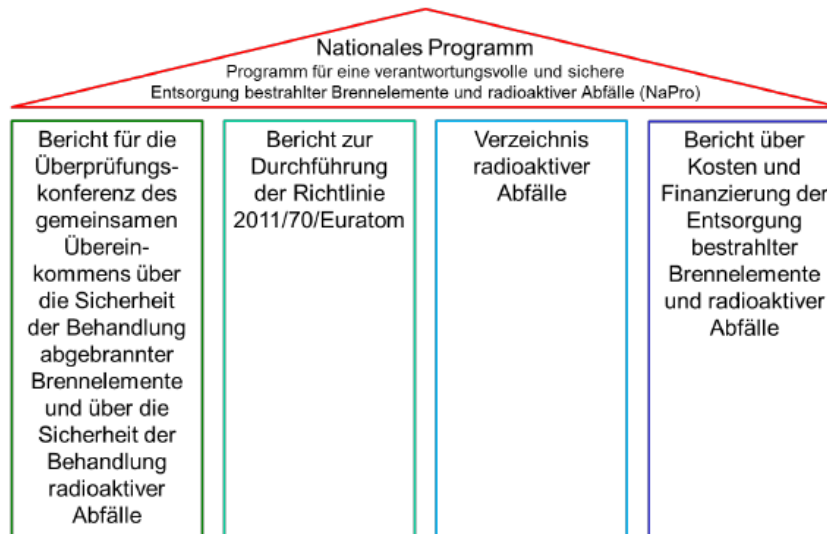 Nationales Programm
Programm für eine verantwortungsvolle und sichere
Entsorgung bestrahlter Brennelemente und radioaktiver Abfälle (NaPro)
Bericht für die
Überprüfungs-
konferenz des
gemeinsamen
Überein-
kommens über
die Sicherheit
der Behandlung
abgebrannter
Brennelemente
und über die
Sicherheit der
Behandlung
radioaktiver
Abfälle
Bericht zur
Durchführung
der Richtlinie
2011/70/Euratom
Verzeichnis
radioaktiver
Abfälle
Bericht über
Kosten und
Finanzierung der
Entsorgung
bestrahlter
Brennelemente
und radioaktiver
Abfälle